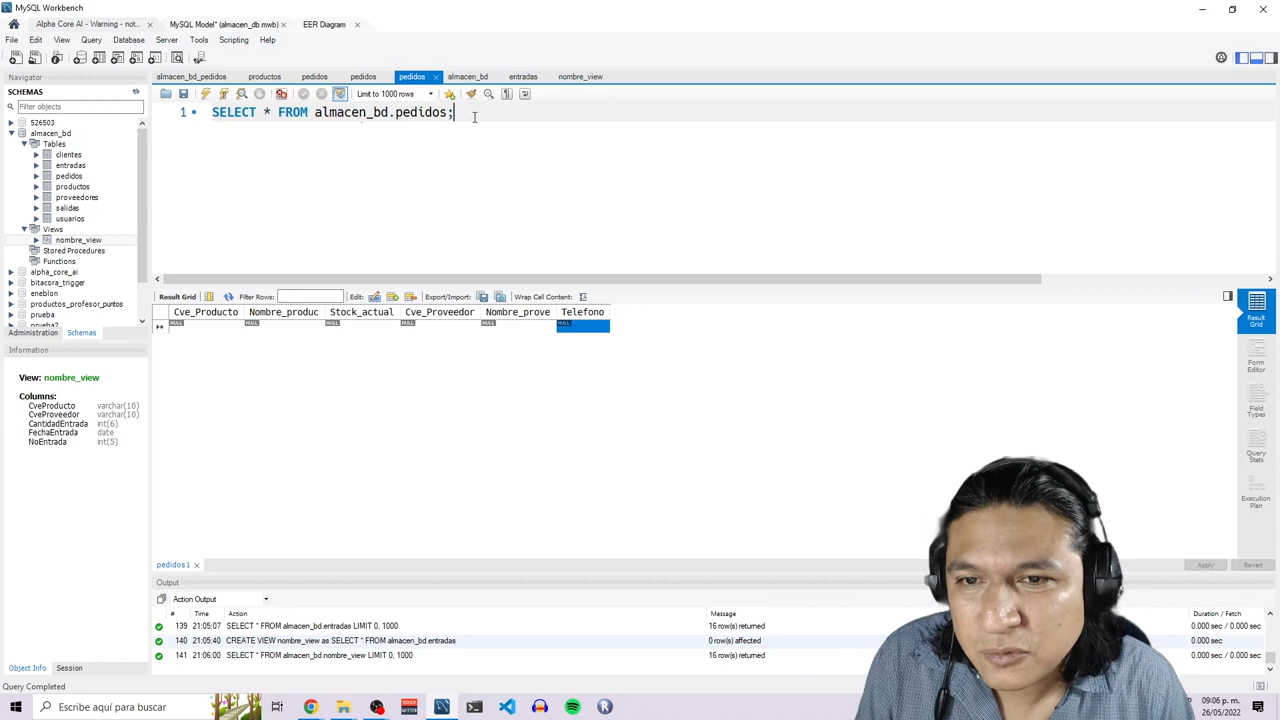 MySQL Workbench
Alpha Core AI - Warning - not...
MySQL Model* (almacen_db.mwb)
EER Diagram
File Edit View Query Database Server Tools Scripting Help
Navigator
SCHEMAS
Filter objects
526503
almacen_bd
Tables
clientes
entradas
pedidos
productos
proveedores
salidas
usuarios
Views
nombre_view
Stored Procedures
Functions
alpha_core_ai
bitacora_trigger
eneblon
productos_profesor_puntos
prueba
prueba2
Administration Schemas
Information
View: nombre_view
Columns:
CveProducto varchar(10)
CveProveedor varchar(10)
CantidadEntrada int(6)
FechaEntrada date
NoEntrada int(5)
Object Info Session
Query Completed
almacen_bd_pedidos productos pedidos pedidos pedidos almacen_bd entradas nombre_view
Limit to 1000 rows
1 SELECT * FROM almacen_bd.pedidos;
Result Grid Filter Rows: Edit: Export/Import: Wrap Cell Content:
Cve_Producto Nombre_produc Stock_actual Cve_Proveedor Nombre_prove Telefono
NULL NULL NULL NULL NULL NULL
Result Grid
Form Editor
Field Types
Query Stats
Execution Plan
pedidos 1
Apply Revert
Output
Action Output
# Time Action Message Duration / Fetch
139 21:05:07 SELECT * FROM almacen_bd.entradas LIMIT 0, 1000 16 row(s) returned 0.000 sec / 0.000 sec
140 21:05:40 CREATE VIEW nombre_view as SELECT * FROM almacen_bd.entradas 0 row(s) affected 0.000 sec
141 21:06:00 SELECT * FROM almacen_bd.nombre_view LIMIT 0, 1000 16 row(s) returned 0.000 sec / 0.000 sec
Escribe aquí para buscar
09:06 p. m.
26/05/2022